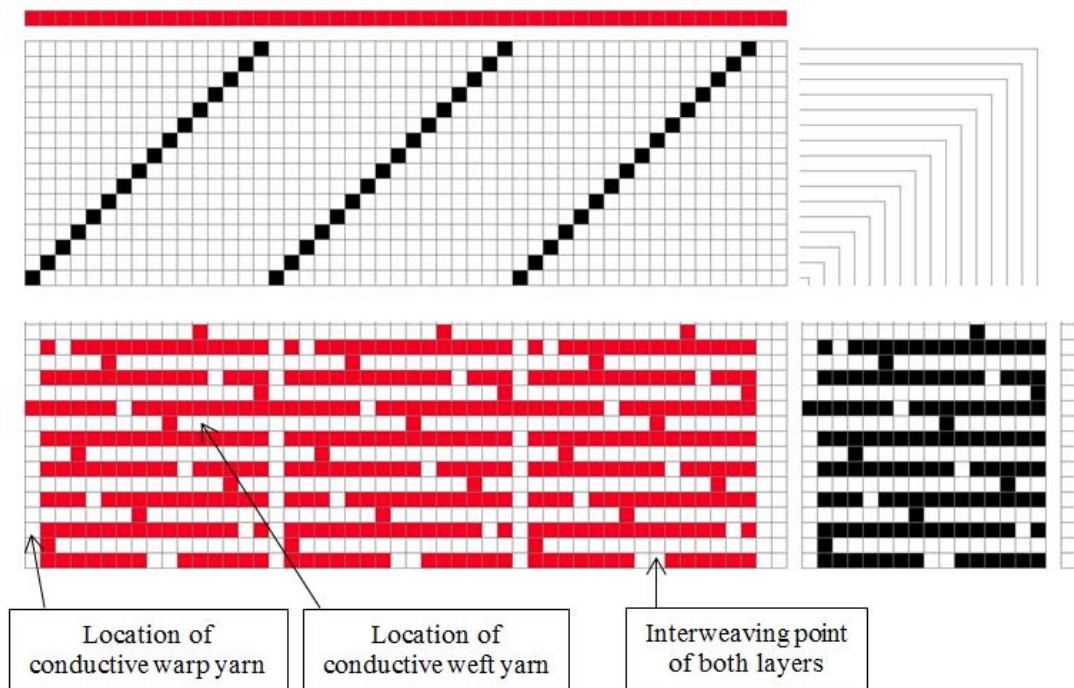 Location of
conductive warp yarn
Location of
conductive weft yarn
Interweaving point
of both layers